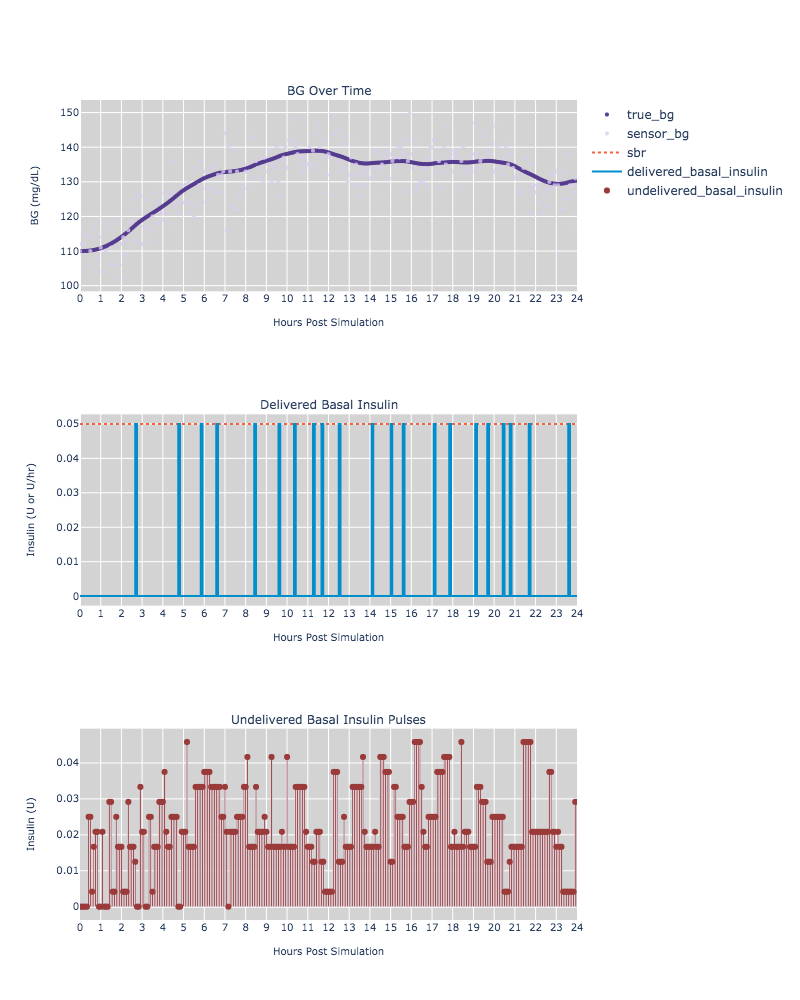 BG Over Time
150
140
130
120
110
100
BG (mg/dL)
0 1 2 3 4 5 6 7 8 9 10 11 12 13 14 15 16 17 18 19 20 21 22 23 24
Hours Post Simulation
true_bg
sensor_bg
sbr
delivered_basal_insulin
undelivered_basal_insulin
Delivered Basal Insulin
0.05
0.04
0.03
0.02
0.01
0
Insulin (U or U/hr)
0 1 2 3 4 5 6 7 8 9 10 11 12 13 14 15 16 17 18 19 20 21 22 23 24
Hours Post Simulation
Undelivered Basal Insulin Pulses
0.04
0.03
0.02
0.01
0
Insulin (U)
0 1 2 3 4 5 6 7 8 9 10 11 12 13 14 15 16 17 18 19 20 21 22 23 24
Hours Post Simulation